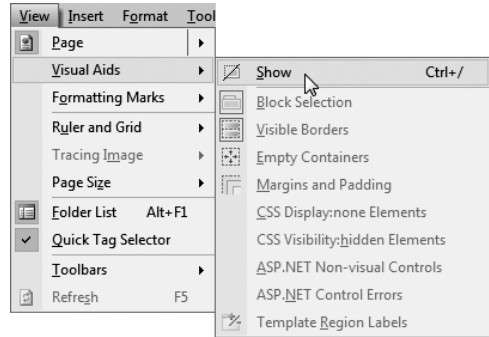 View Insert Format Tool
Page
Visual Aids
Formatting Marks
Ruler and Grid
Tracing Image
Page Size
Folder List Alt+F1
Quick Tag Selector
Toolbars
Refresh F5
Show Ctrl+/
Block Selection
Visible Borders
Empty Containers
Margins and Padding
CSS Display:none Elements
CSS Visibility:hidden Elements
ASP.NET Non-visual Controls
ASP.NET Control Errors
Template Region Labels